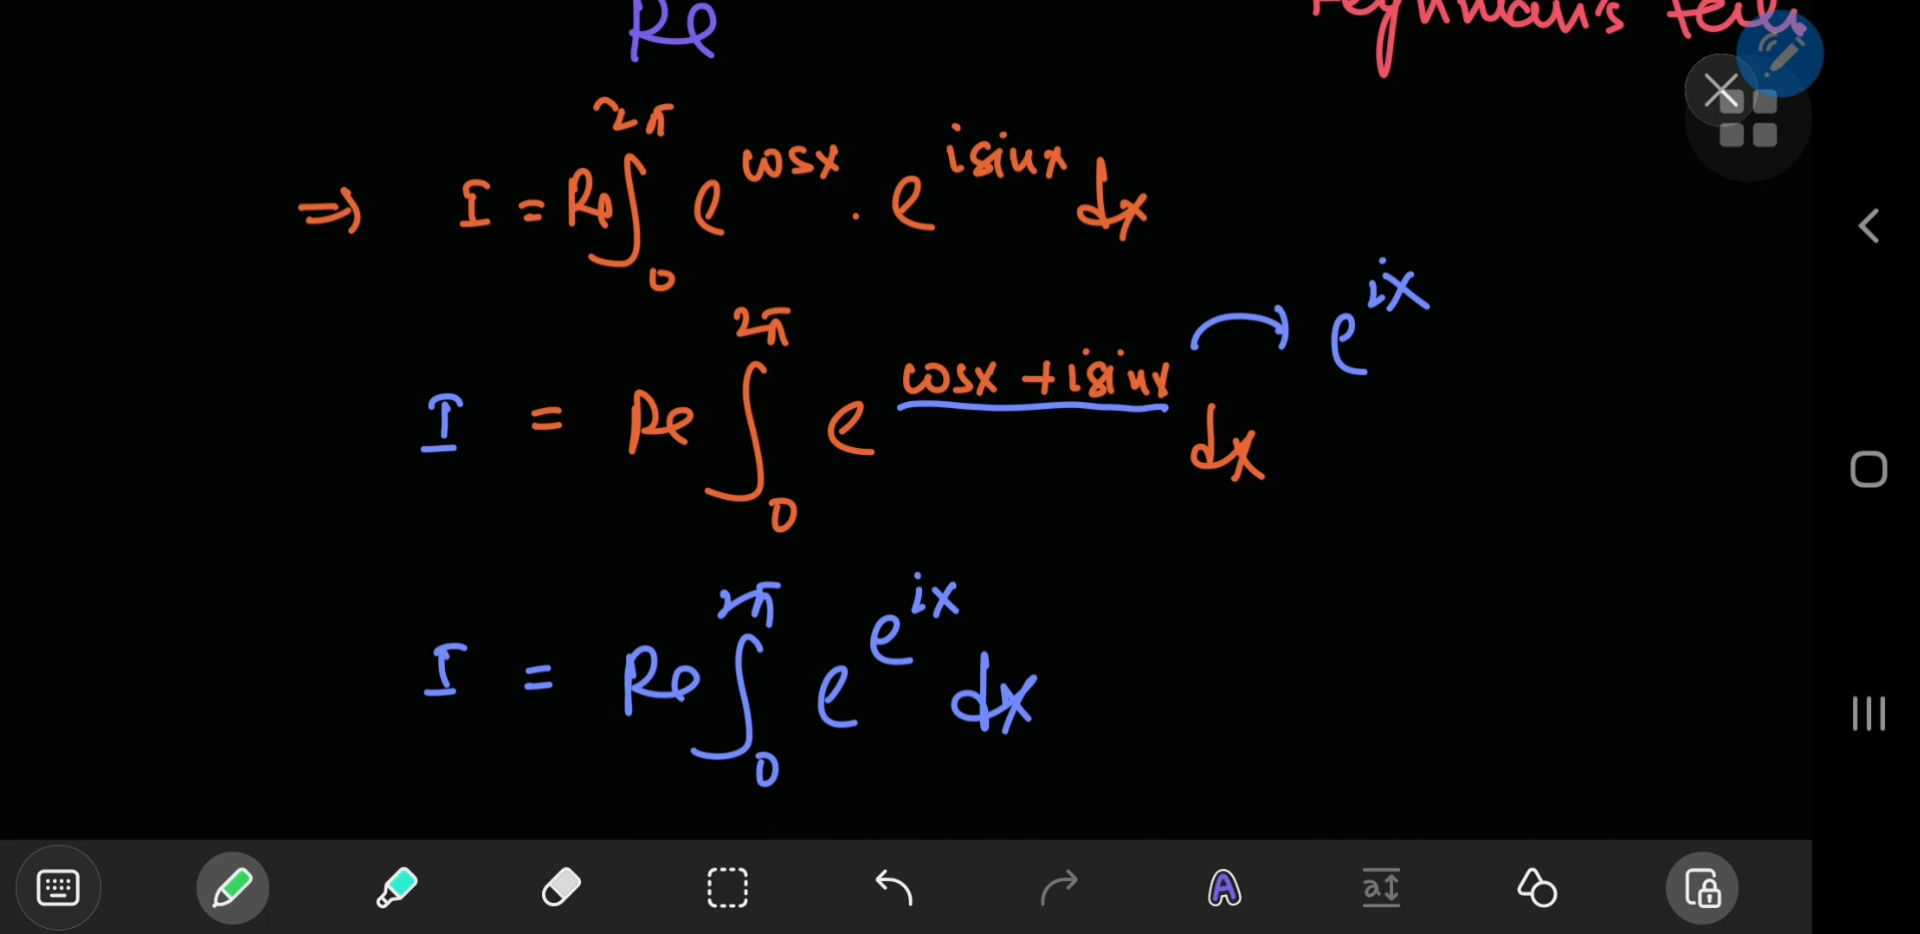 Re
Feynman's
⇒ I = Re ∫₀^2π e^cosx . e^isinx dx
I = Re ∫₀^2π e^cosx + isinx dx → e^ix
I = Re ∫₀^2π e^e^ix dx
A
a